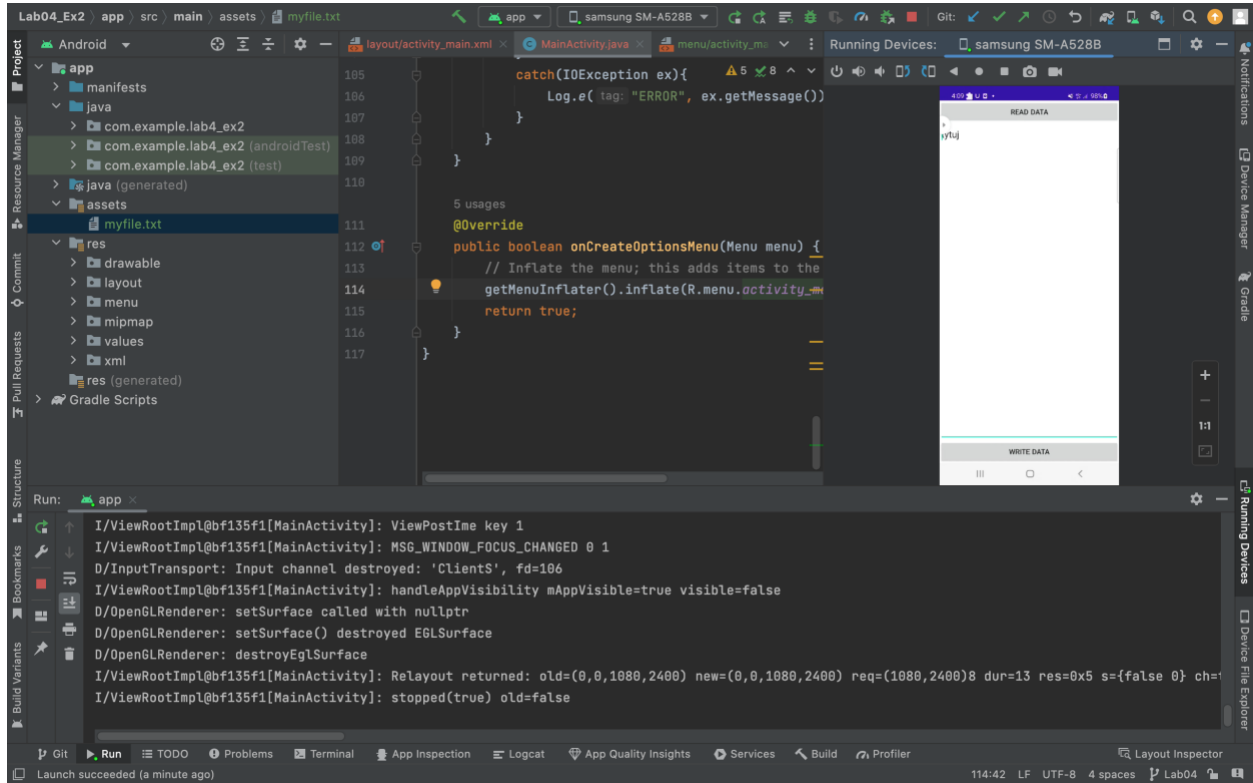 Lab04_Ex2 app src main assets myfile.txt app samsung SM-A528B Git:
Project
Resource Manager
Commit
Pull Requests
Structure
Bookmarks
Build Variants
Android
app
manifests
java
com.example.lab4_ex2
com.example.lab4_ex2 (androidTest)
com.example.lab4_ex2 (test)
java (generated)
assets
myfile.txt
res
drawable
layout
menu
mipmap
values
xml
res (generated)
Gradle Scripts
layout/activity_main.xml MainActivity.java menu/activity_ma
5 8
105 catch(IOException ex){
106 Log.e( tag: "ERROR", ex.getMessage())
107 }
108 }
109 }
110
5 usages
111 @Override
112 public boolean onCreateOptionsMenu(Menu menu) {
113 // Inflate the menu; this adds items to the
114 getMenuInflater().inflate(R.menu.activity_m
115 return true;
116 }
117 }
Running Devices: samsung SM-A528B
4:09 98%
READ DATA
ytuj
WRITE DATA
1:1
Notifications
Device Manager
Gradle
Running Devices
Device File Explorer
Run: app
I/ViewRootImpl@bf135f1[MainActivity]: ViewPostIme key 1
I/ViewRootImpl@bf135f1[MainActivity]: MSG_WINDOW_FOCUS_CHANGED 0 1
D/InputTransport: Input channel destroyed: 'ClientS', fd=106
I/ViewRootImpl@bf135f1[MainActivity]: handleAppVisibility mAppVisible=true visible=false
D/OpenGLRenderer: setSurface called with nullptr
D/OpenGLRenderer: setSurface() destroyed EGLSurface
D/OpenGLRenderer: destroyEglSurface
I/ViewRootImpl@bf135f1[MainActivity]: Relayout returned: old=(0,0,1080,2400) new=(0,0,1080,2400) req=(1080,2400)8 dur=13 res=0x5 s={false 0} ch=
I/ViewRootImpl@bf135f1[MainActivity]: stopped(true) old=false
Git Run TODO Problems Terminal App Inspection Logcat App Quality Insights Services Build Profiler Layout Inspector
Launch succeeded (a minute ago) 114:42 LF UTF-8 4 spaces Lab04